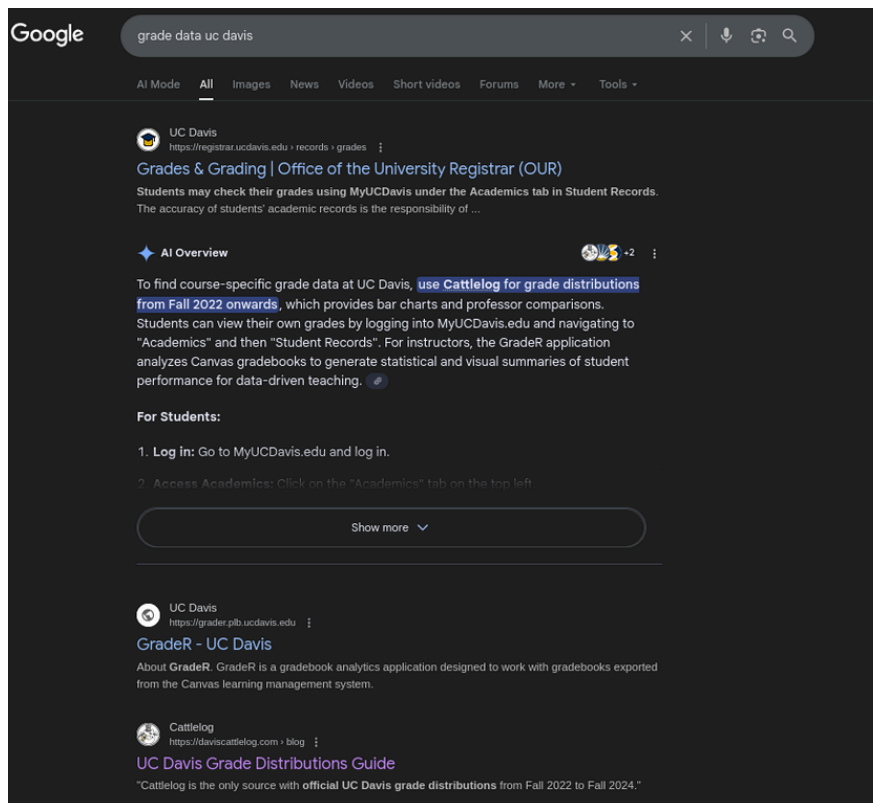 Google
grade data uc davis
AI Mode All Images News Videos Short videos Forums More Tools
UC Davis
https://registrar.ucdavis.edu › records › grades
Grades & Grading | Office of the University Registrar (OUR)
Students may check their grades using MyUCDavis under the Academics tab in Student Records.
The accuracy of students' academic records is the responsibility of ...
AI Overview +2
To find course-specific grade data at UC Davis, use Cattlelog for grade distributions
from Fall 2022 onwards, which provides bar charts and professor comparisons.
Students can view their own grades by logging into MyUCDavis.edu and navigating to
"Academics" and then "Student Records". For instructors, the GradeR application
analyzes Canvas gradebooks to generate statistical and visual summaries of student
performance for data-driven teaching.
For Students:
1. Log in: Go to MyUCDavis.edu and log in.
2. Access Academics: Click on the "Academics" tab on the top left.
Show more
UC Davis
https://grader.plb.ucdavis.edu
GradeR - UC Davis
About GradeR. GradeR is a gradebook analytics application designed to work with gradebooks exported
from the Canvas learning management system.
Cattlelog
https://daviscattlelog.com › blog
UC Davis Grade Distributions Guide
"Cattlelog is the only source with official UC Davis grade distributions from Fall 2022 to Fall 2024."